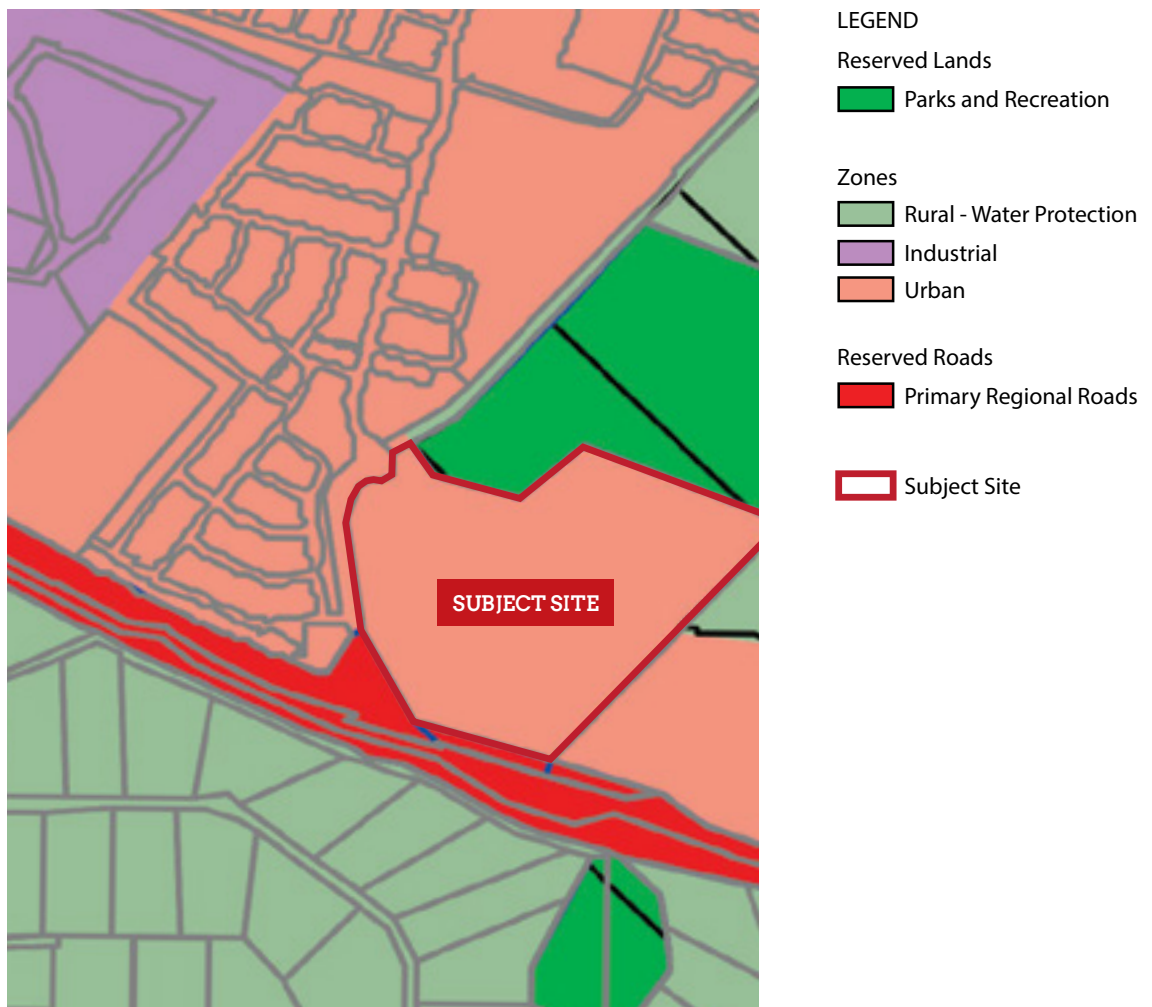 LEGEND
Reserved Lands
Parks and Recreation
Zones
Rural - Water Protection
Industrial
Urban
Reserved Roads
Primary Regional Roads
Subject Site
SUBJECT SITE